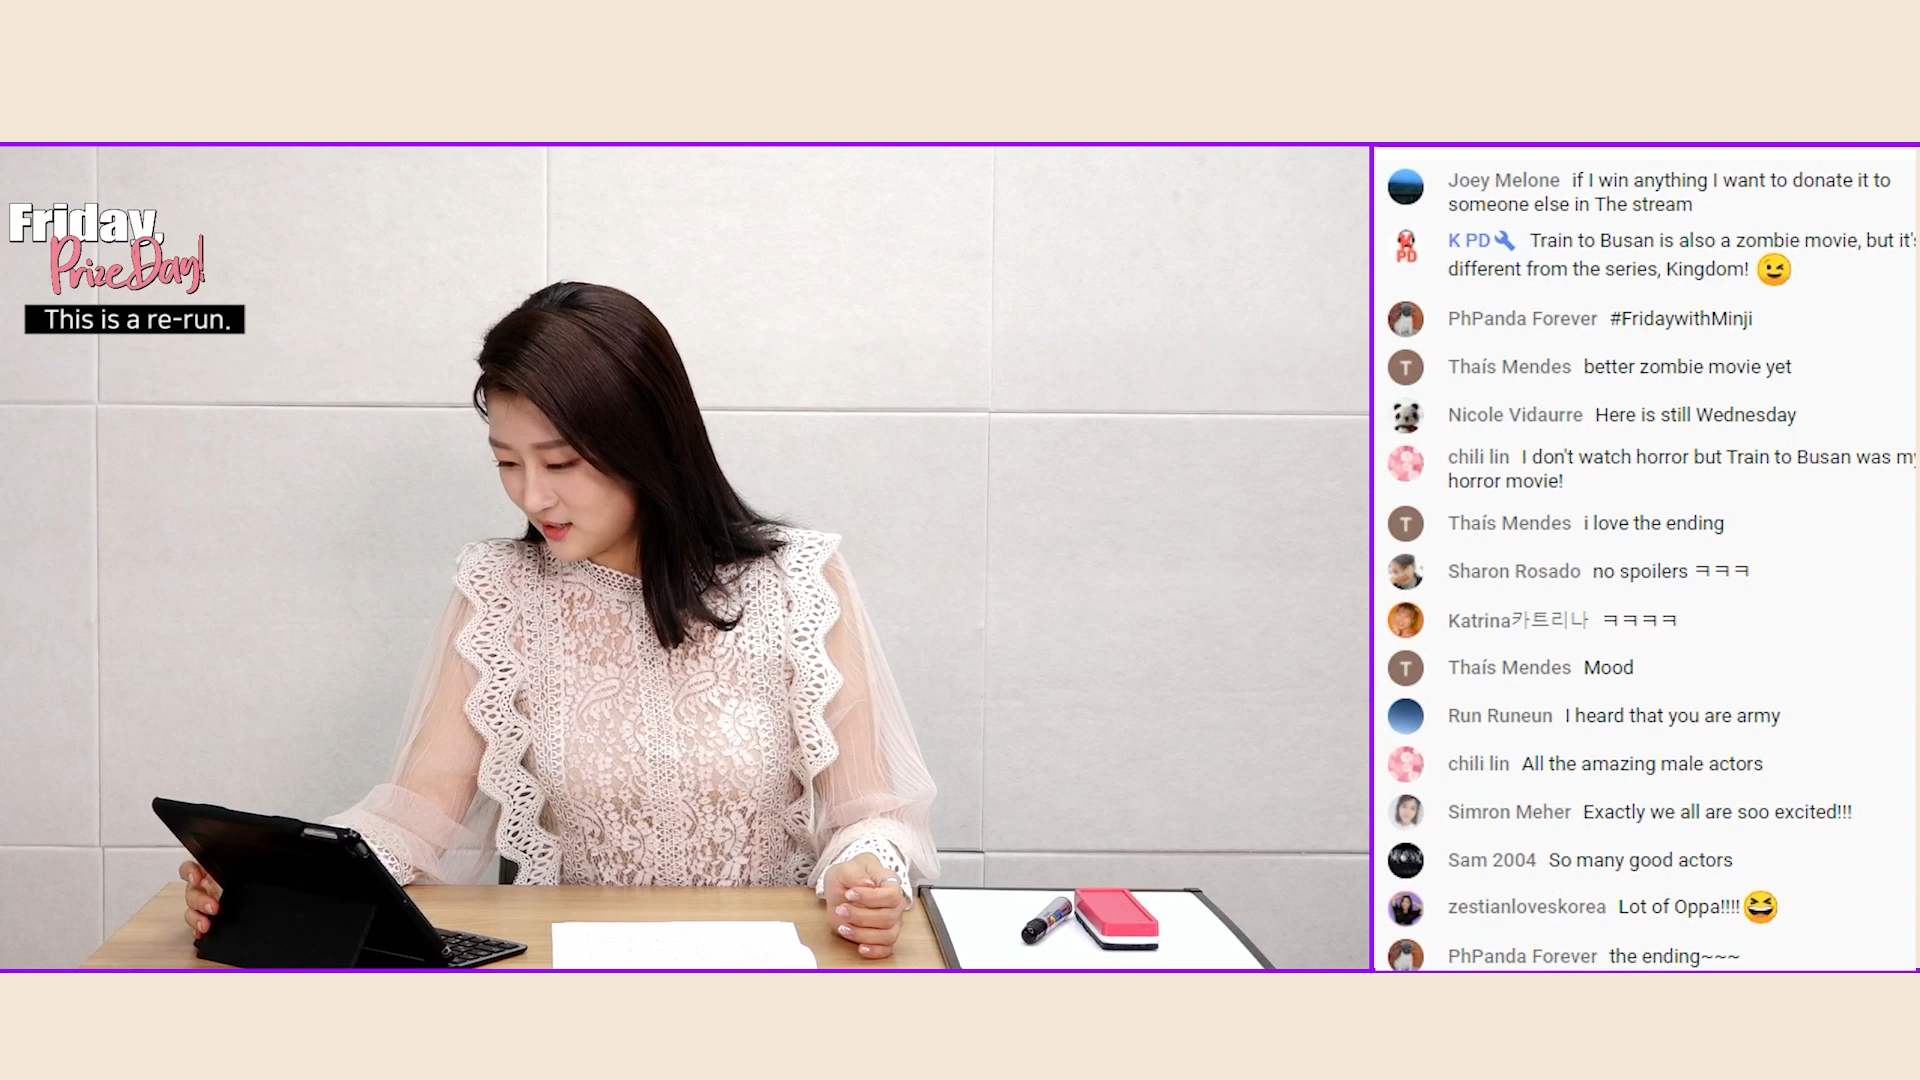 Friday,
PrizeDay!
This is a re-run.
Joey Melone if I win anything I want to donate it to
someone else in The stream
K PD Train to Busan is also a zombie movie, but it's
different from the series, Kingdom! 😉
PD
PhPanda Forever #FridaywithMinji
T Thaís Mendes better zombie movie yet
Nicole Vidaurre Here is still Wednesday
chili lin I don't watch horror but Train to Busan was my
horror movie!
T Thaís Mendes i love the ending
Sharon Rosado no spoilers ㅋㅋㅋ
Katrina카트리나 ㅋㅋㅋㅋ
T Thaís Mendes Mood
Run Runeun I heard that you are army
chili lin All the amazing male actors
Simron Meher Exactly we all are soo excited!!!
Sam 2004 So many good actors
zestianloveskorea Lot of Oppa!!!!😆
PhPanda Forever the ending~~~